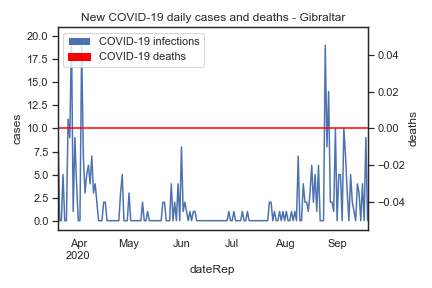 New COVID-19 daily cases and deaths - Gibraltar
COVID-19 infections
COVID-19 deaths
20.0
17.5
15.0
12.5
10.0
7.5
5.0
2.5
0.0
cases
0.04
0.02
0.00
−0.02
−0.04
deaths
Apr May Jun Jul Aug Sep
2020
dateRep